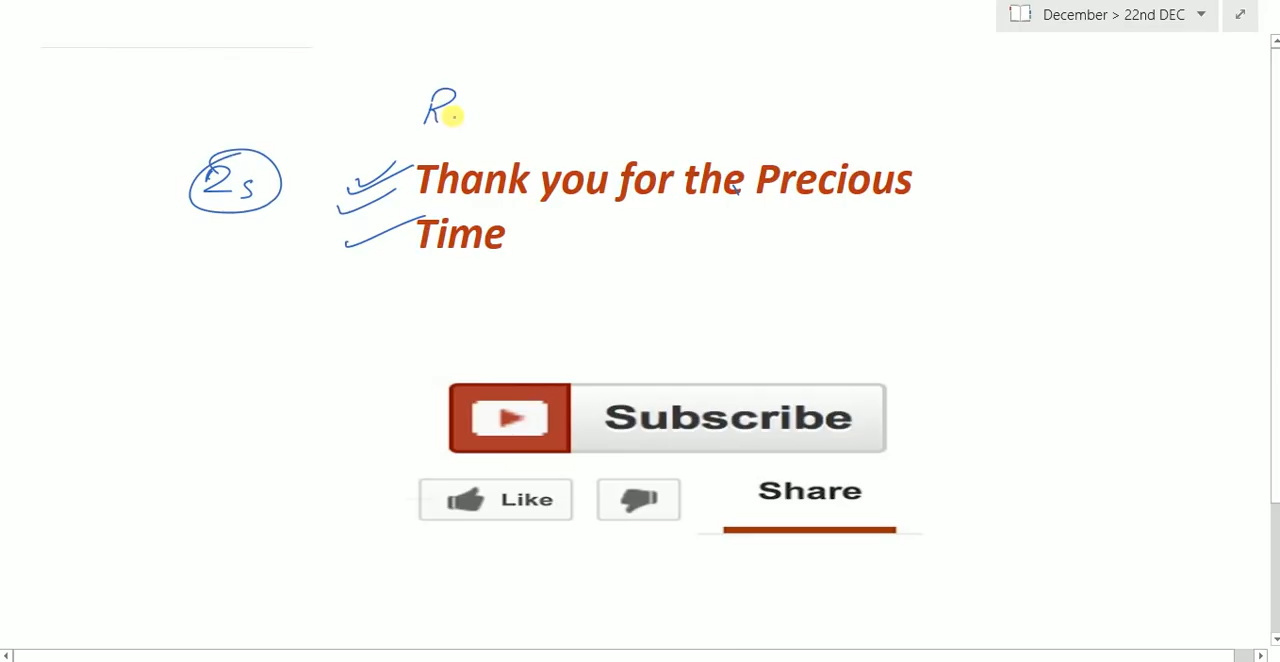 December > 22nd DEC
R
2s
Thank you for the Precious
Time
Subscribe
Like
Share